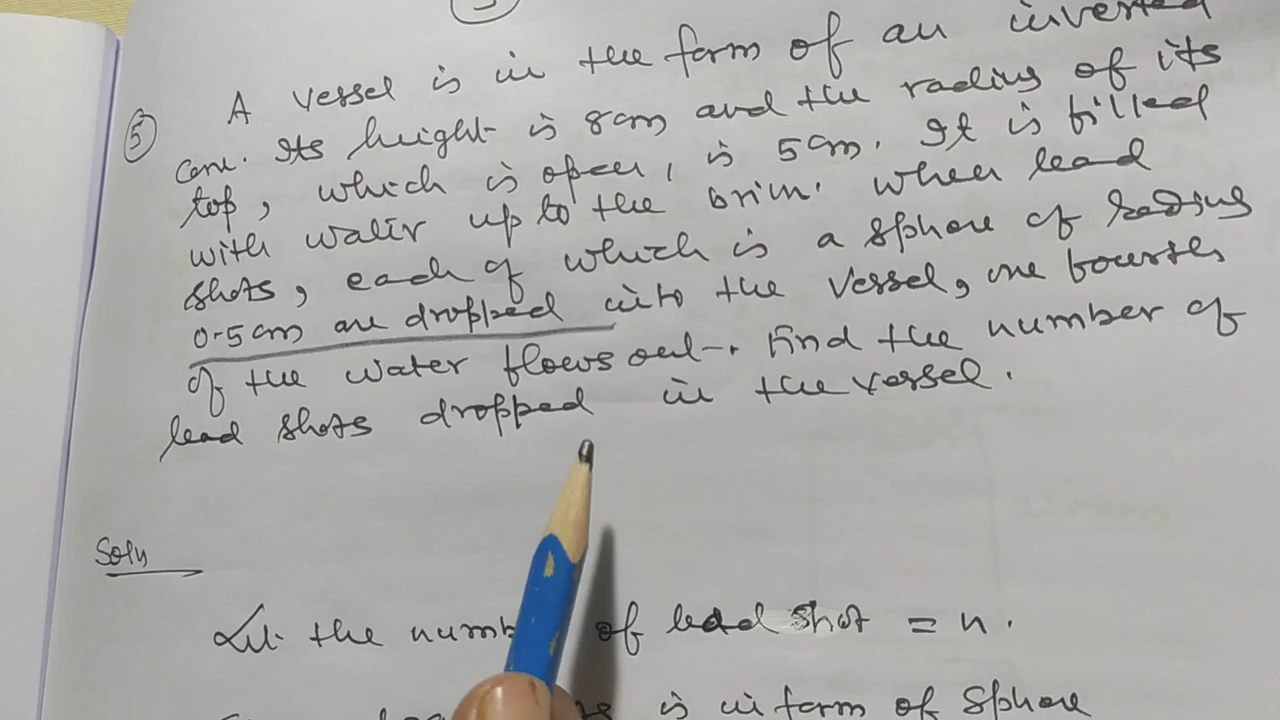 5
A vessel is in the form of an inverted
(5) cone. Its height is 8cm and the radius of its
top, which is open, is 5cm. It is filled
with water up to the brim. When lead
shots, each of which is a sphere of radius
0.5cm are dropped into the vessel, one fourth
of the water flows out. Find the number of
lead shots dropped in the vessel.
Soln
Let the numb of lead shot = n.
is in form of sphere